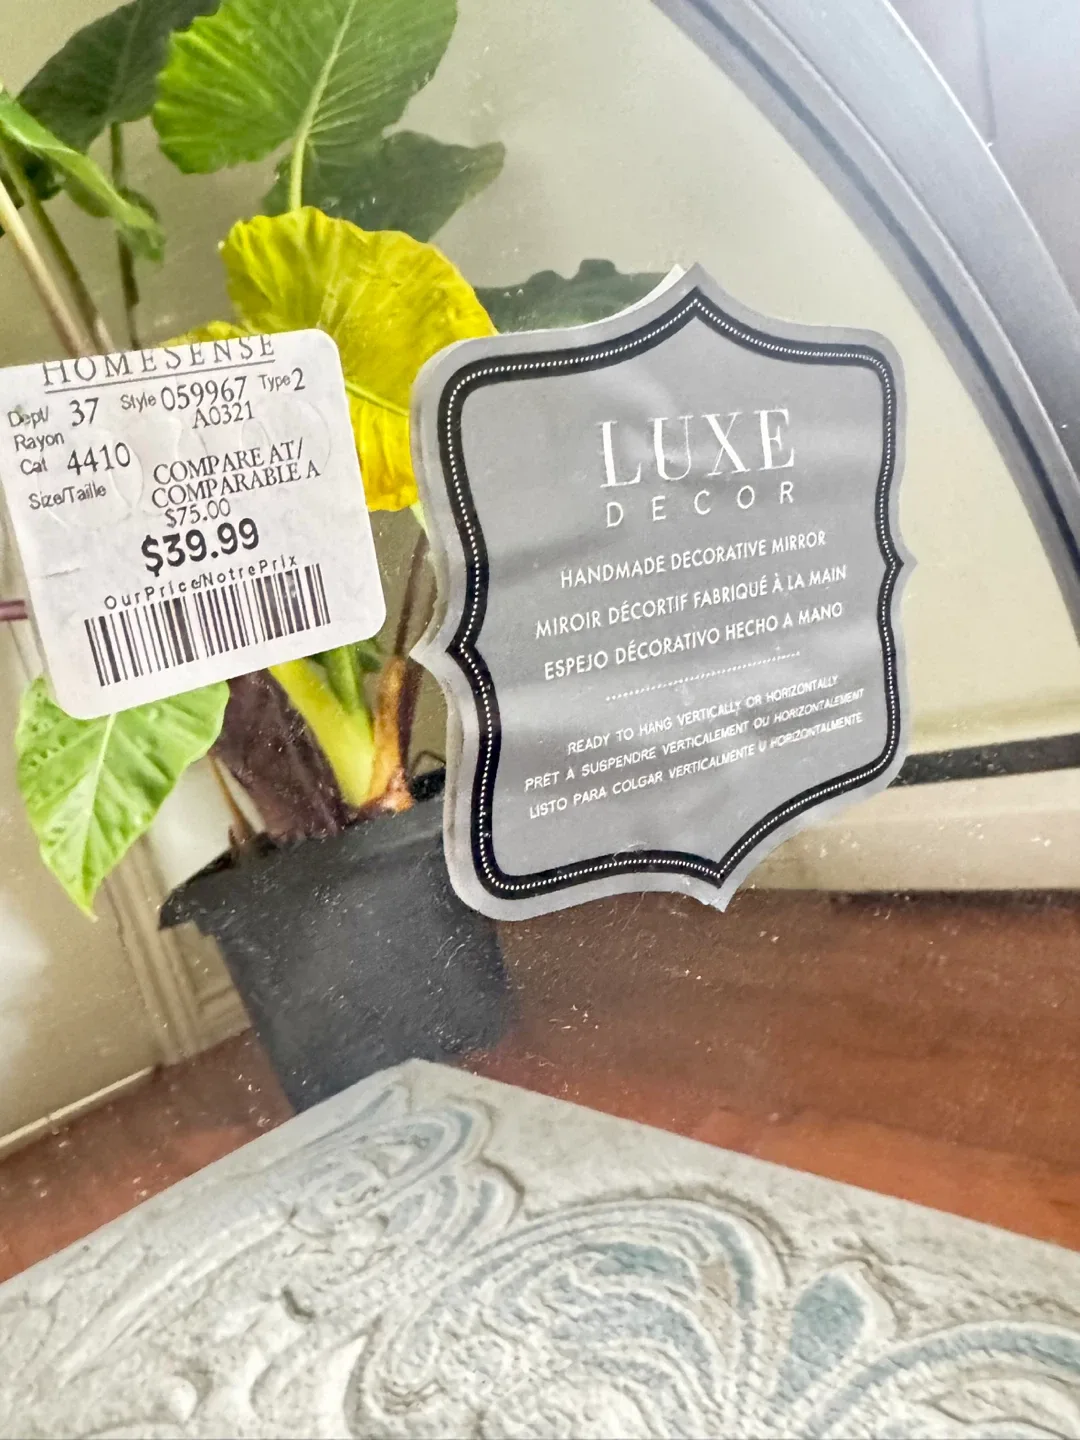 HOMESENSE
Dept/ 37 Style 059967 Type 2
Rayon A0321
Cat 4410
Size/Taille
COMPARE AT/
COMPARABLE A
$75.00
$39.99
OurPrice/NotrePrix
LUXE
DECOR
HANDMADE DECORATIVE MIRROR
MIROIR DÉCORTIF FABRIQUÉ À LA MAIN
ESPEJO DÉCORATIVO HECHO A MANO
READY TO HANG VERTICALLY OR HORIZONTALLY
PRET À SUSPENDRE VERTICALEMENT OU HORIZONTALEMENT
LISTO PARA COLGAR VERTICALMENTE U HORIZONTALMENTE